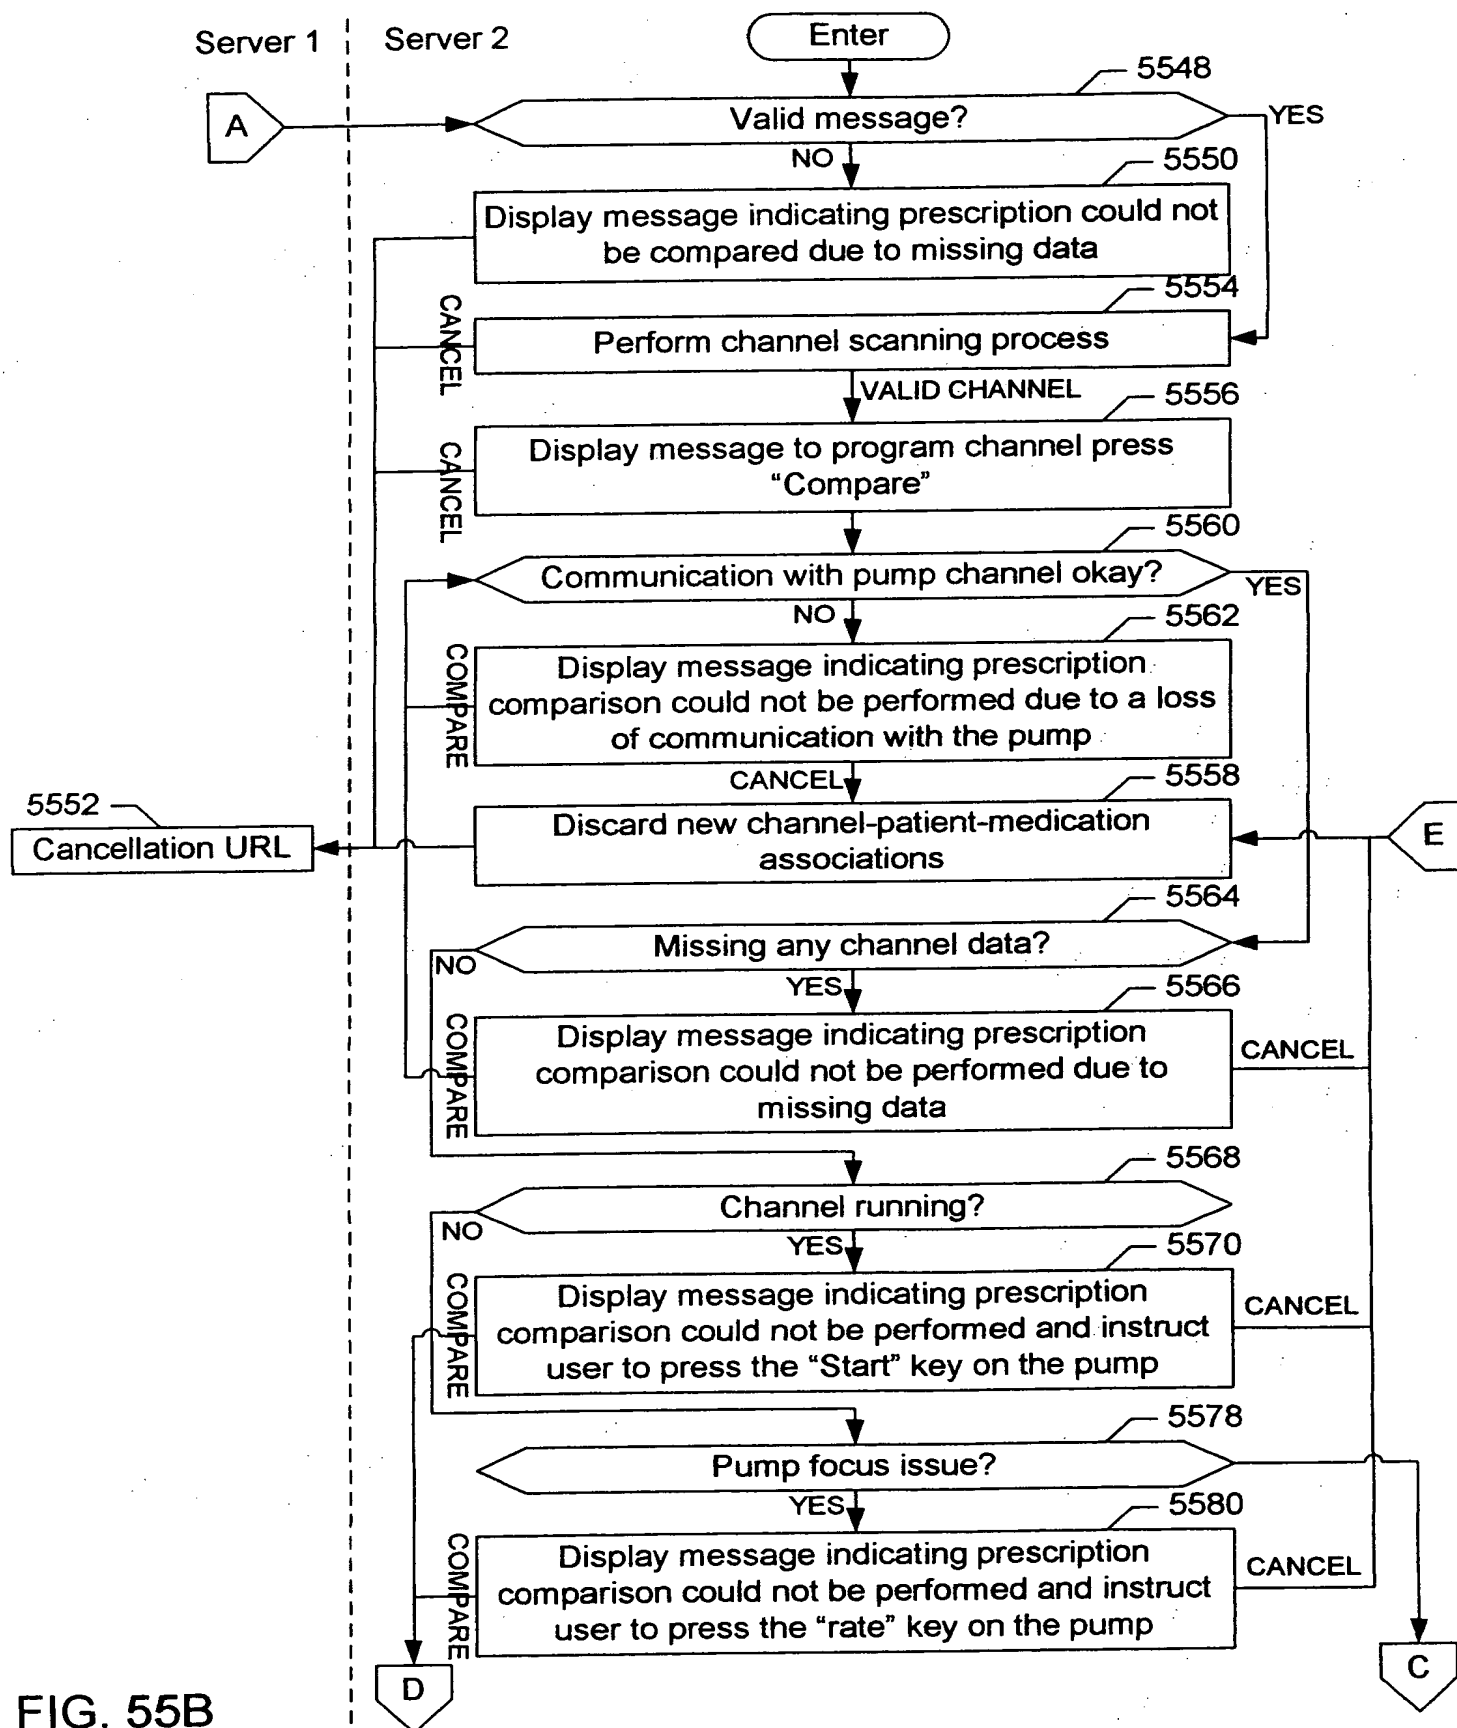 Server 1
Server 2
Enter
5548
A
Valid message?
YES
NO
5550
Display message indicating prescription could not
be compared due to missing data
5554
CANCEL
Perform channel scanning process
VALID CHANNEL
5556
CANCEL
Display message to program channel press
“Compare”
5560
Communication with pump channel okay?
YES
NO
5562
COMPARE
Display message indicating prescription
comparison could not be performed due to a loss
of communication with the pump
CANCEL
5558
5552
Cancellation URL
Discard new channel-patient-medication
associations
E
5564
Missing any channel data?
NO
YES
5566
COMPARE
Display message indicating prescription
comparison could not be performed due to
missing data
CANCEL
5568
Channel running?
NO
YES
5570
COMPARE
Display message indicating prescription
comparison could not be performed and instruct
user to press the “Start” key on the pump
CANCEL
5578
Pump focus issue?
YES
5580
COMPARE
Display message indicating prescription
comparison could not be performed and instruct
user to press the “rate” key on the pump
CANCEL
D
C
FIG. 55B